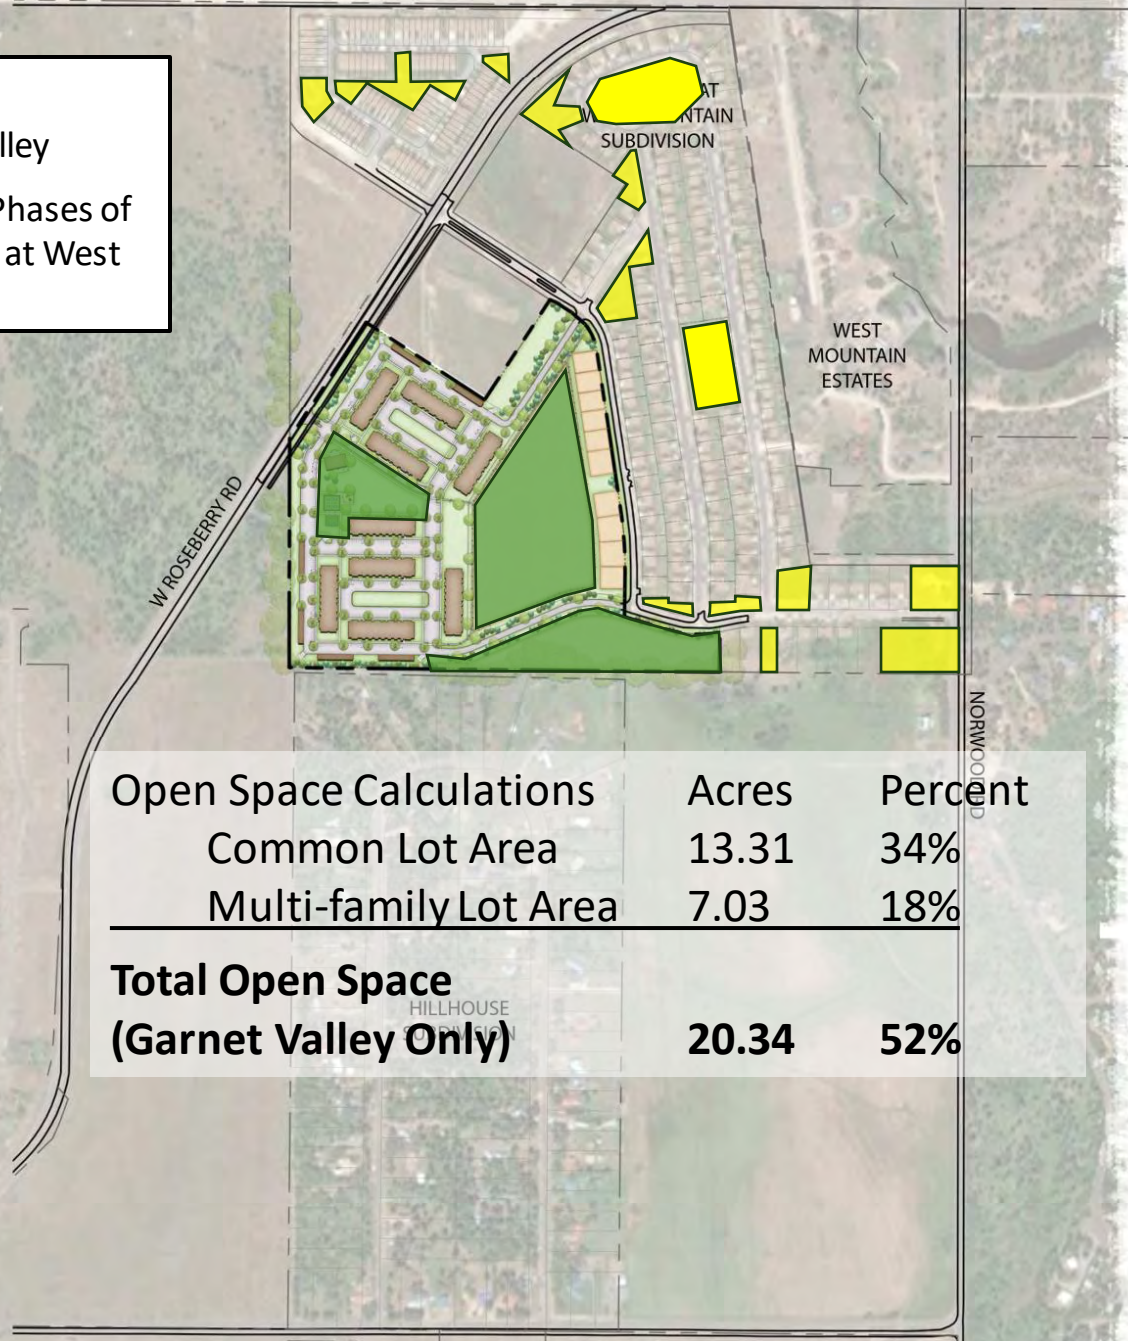 lley
Phases of
at West
SUBDIVISION
WEST
MOUNTAIN
ESTATES
W ROSEBERRY RD
Open Space Calculations Acres Percent
Common Lot Area 13.31 34%
Multi-family Lot Area 7.03 18%
Total Open Space
(Garnet Valley Only) 20.34 52%
HILLHOUSE
SUBDIVISION
NORWOOD RD